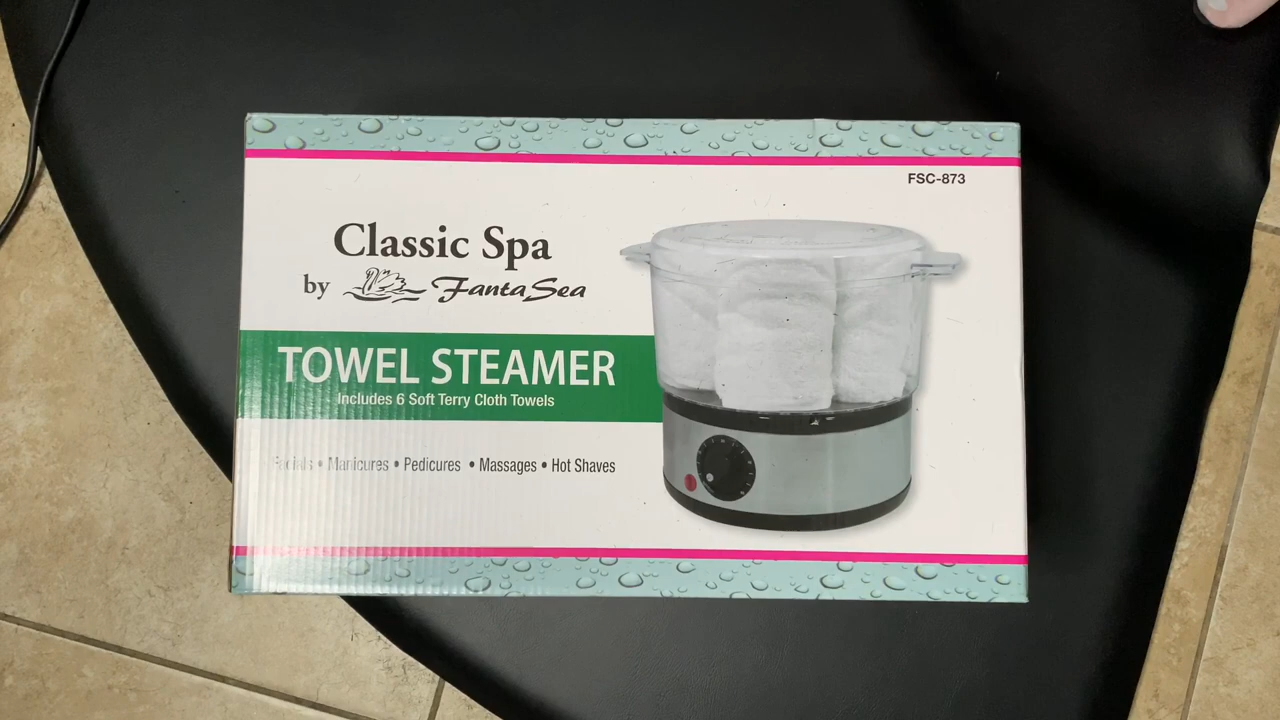 FSC-873
Classic Spa
by FantaSea
TOWEL STEAMER
Includes 6 Soft Terry Cloth Towels
Facials • Manicures • Pedicures • Massages • Hot Shaves